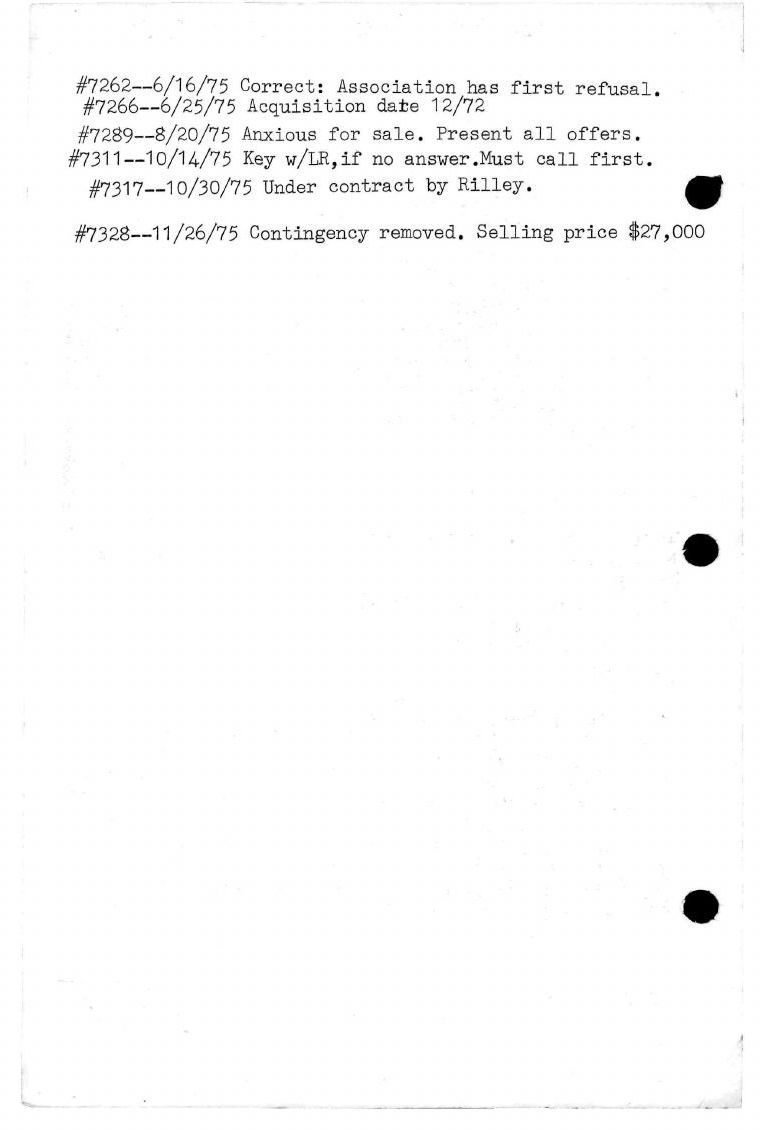 #7262--6/16/75 Correct: Association has first refusal.
#7266--6/25/75 Acquisition date 12/72
#7289--8/20/75 Anxious for sale. Present all offers.
#7311--10/14/75 Key w/LR,if no answer.Must call first.
#7317--10/30/75 Under contract by Rilley.
#7328--11/26/75 Contingency removed. Selling price $27,000